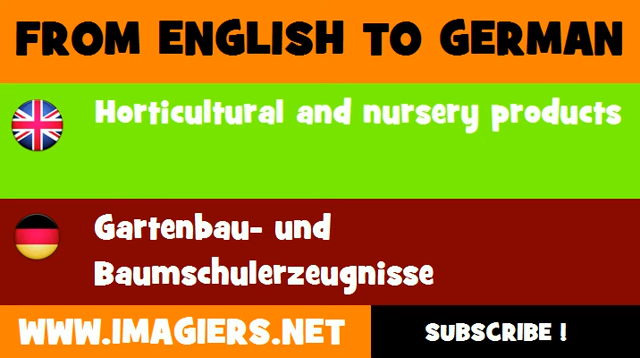 FROM ENGLISH TO GERMAN
Horticultural and nursery products
Gartenbau- und
Baumschulerzeugnisse
WWW.IMAGIERS.NET
SUBSCRIBE !